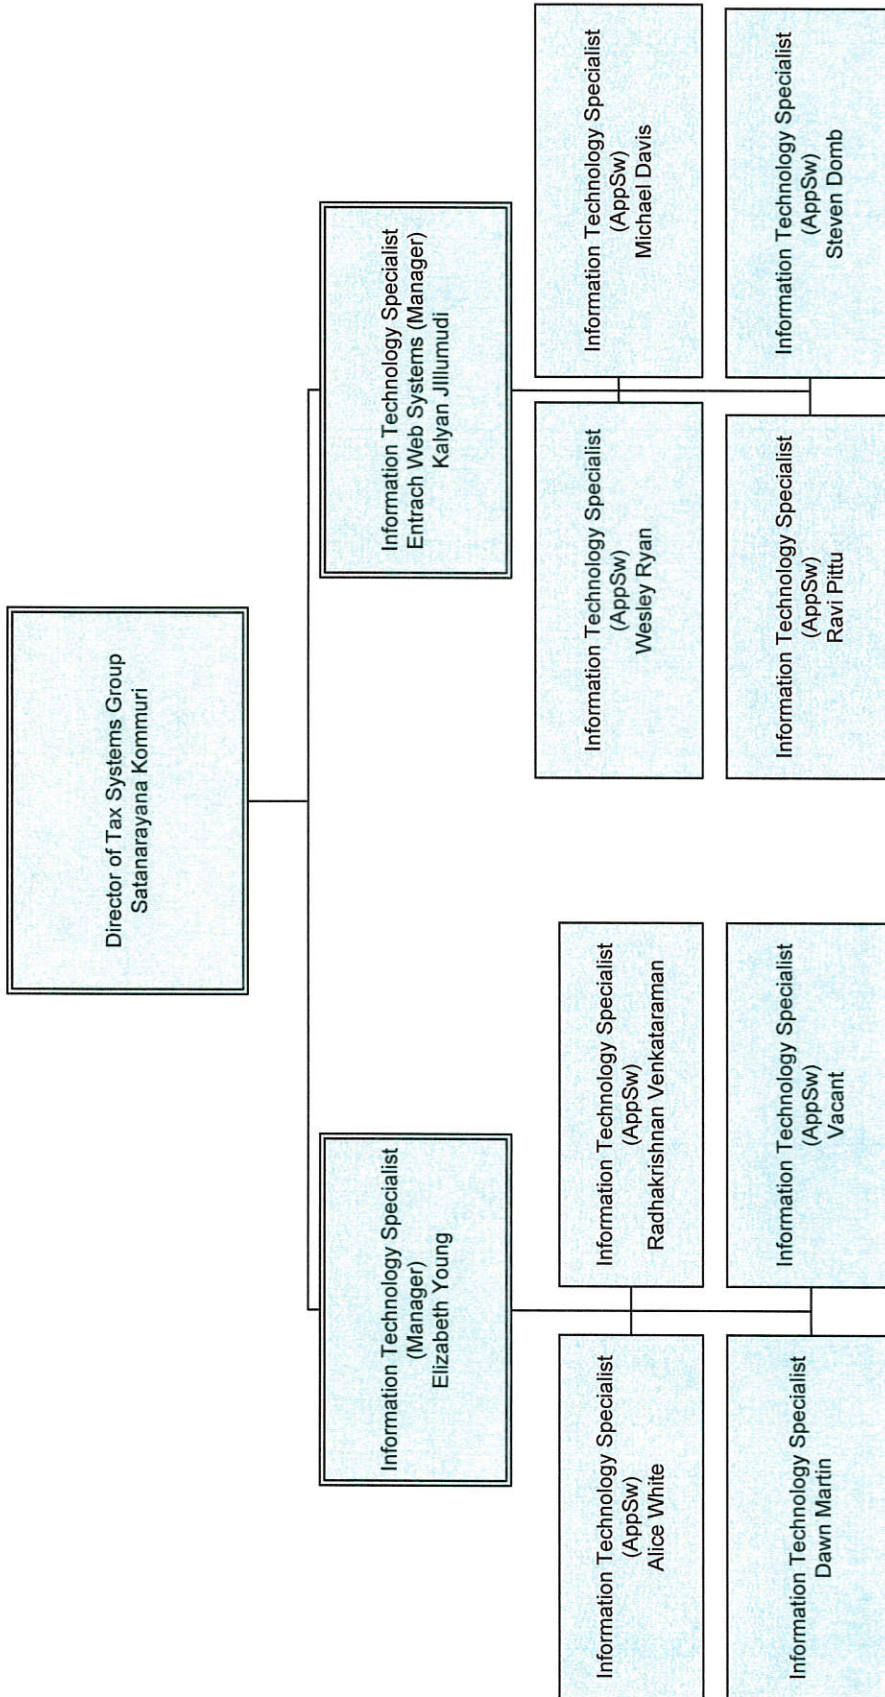 Director of Tax Systems Group
Satanarayana Kommuri
Information Technology Specialist
(Manager)
Elizabeth Young
Information Technology Specialist
Entrach Web Systems (Manager)
Kalyan JIllumudi
Information Technology Specialist
(AppSw)
Alice White
Information Technology Specialist
(AppSw)
Radhakrishnan Venkataraman
Information Technology Specialist
(AppSw)
Wesley Ryan
Information Technology Specialist
(AppSw)
Michael Davis
Information Technology Specialist
Dawn Martin
Information Technology Specialist
(AppSw)
Vacant
Information Technology Specialist
(AppSw)
Ravi Pittu
Information Technology Specialist
(AppSw)
Steven Domb